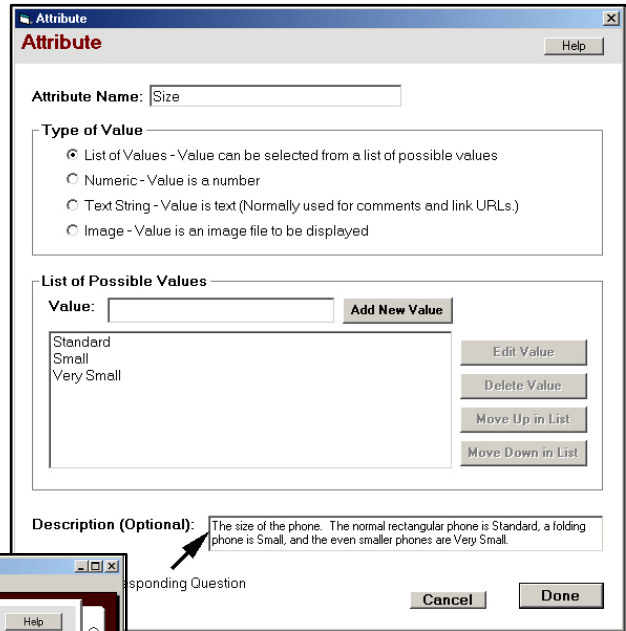 Attribute
Attribute
Help
Attribute Name: Size
Type of Value
List of Values - Value can be selected from a list of possible values
Numeric - Value is a number
Text String - Value is text (Normally used for comments and link URLs.)
Image - Value is an image file to be displayed
List of Possible Values
Value:
Add New Value
Standard
Small
Very Small
Edit Value
Delete Value
Move Up in List
Move Down in List
Description (Optional):
The size of the phone. The normal rectangular phone is Standard, a folding
phone is Small, and the even smaller phones are Very Small.
Question
Cancel
Done
Help